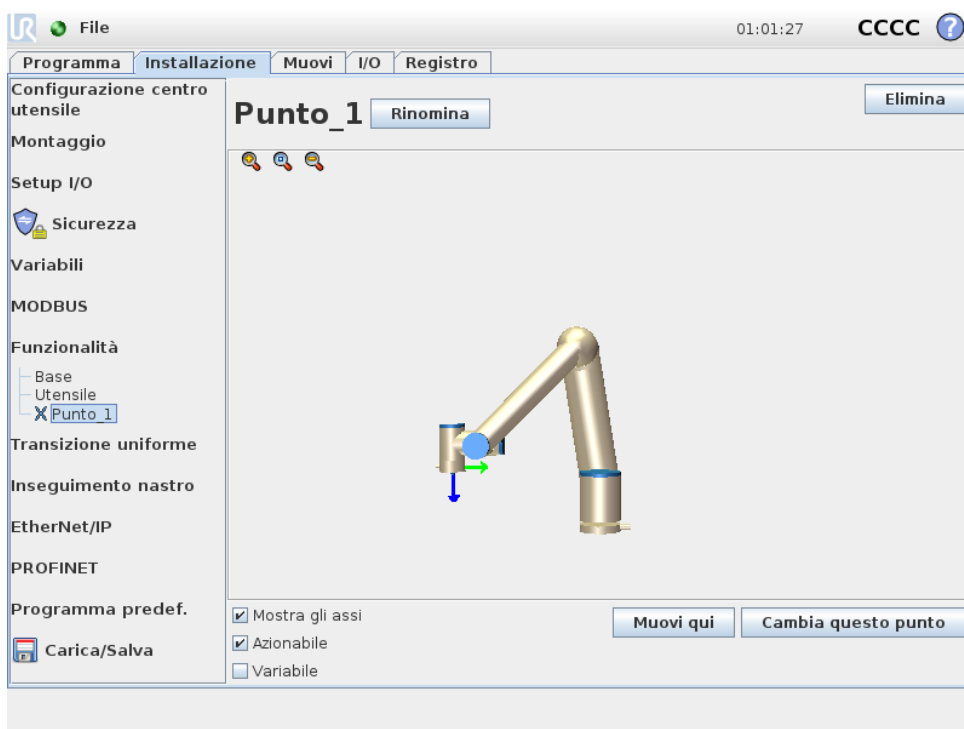 UR File 01:01:27 CCCC ?
Programma Installazione Muovi I/O Registro
Configurazione centro
utensile
Montaggio
Setup I/O
Sicurezza
Variabili
MODBUS
Funzionalità
Base
Utensile
Punto_1
Transizione uniforme
Inseguimento nastro
EtherNet/IP
PROFINET
Programma predef.
Carica/Salva
Punto_1 Rinomina Elimina
Mostra gli assi
Azionabile
Variabile
Muovi qui Cambia questo punto